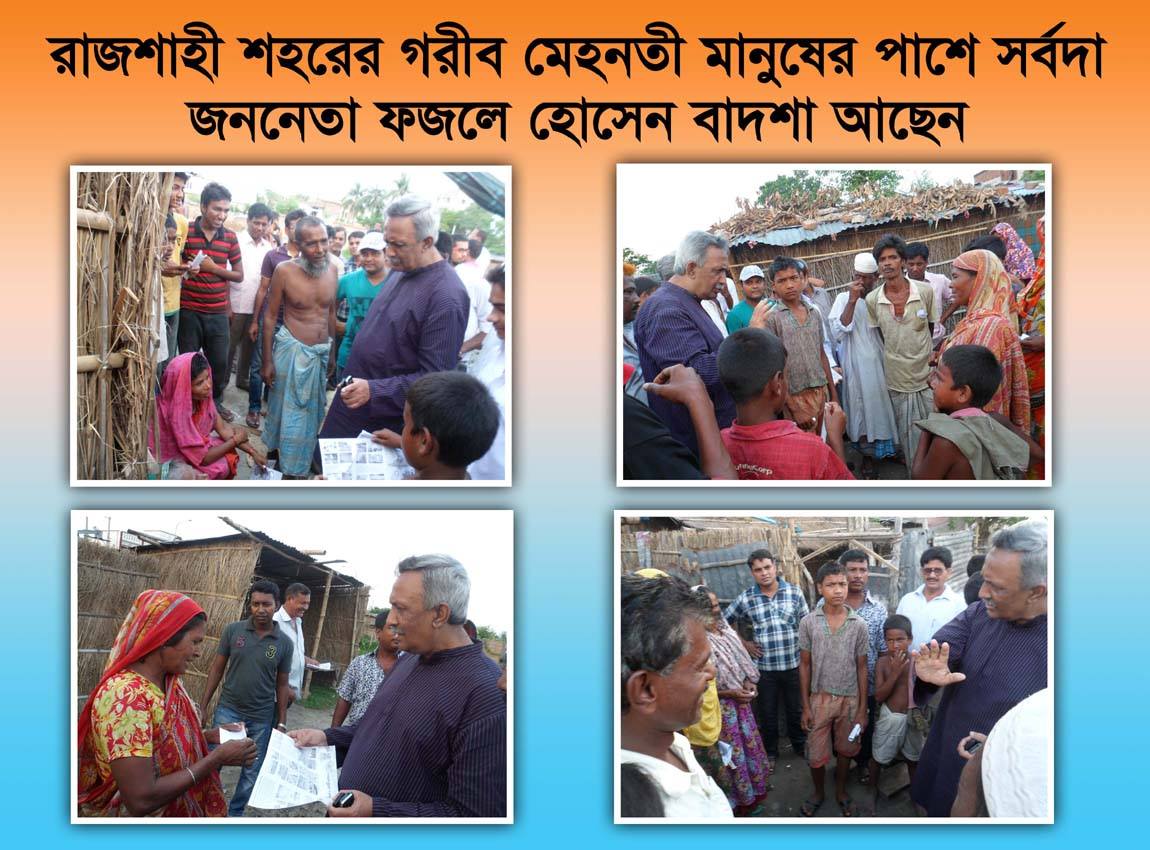 রাজশাহী শহরের গরীব মেহনতী মানুষের পাশে সর্বদা
জননেতা ফজলে হোসেন বাদশা আছেন